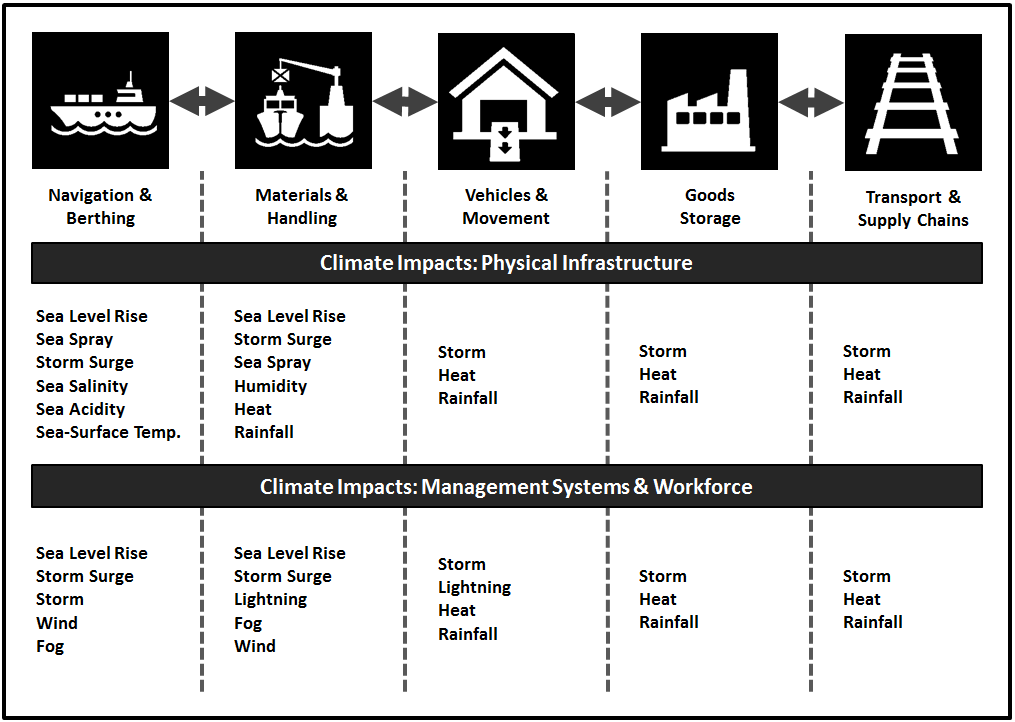 Navigation &
Berthing
Materials &
Handling
Vehicles &
Movement
Goods
Storage
Transport &
Supply Chains
Climate Impacts: Physical Infrastructure
Sea Level Rise
Sea Spray
Storm Surge
Sea Salinity
Sea Acidity
Sea-Surface Temp.
Sea Level Rise
Storm Surge
Sea Spray
Humidity
Heat
Rainfall
Storm
Heat
Rainfall
Storm
Heat
Rainfall
Storm
Heat
Rainfall
Climate Impacts: Management Systems & Workforce
Sea Level Rise
Storm Surge
Storm
Wind
Fog
Sea Level Rise
Storm Surge
Lightning
Fog
Wind
Storm
Lightning
Heat
Rainfall
Storm
Heat
Rainfall
Storm
Heat
Rainfall